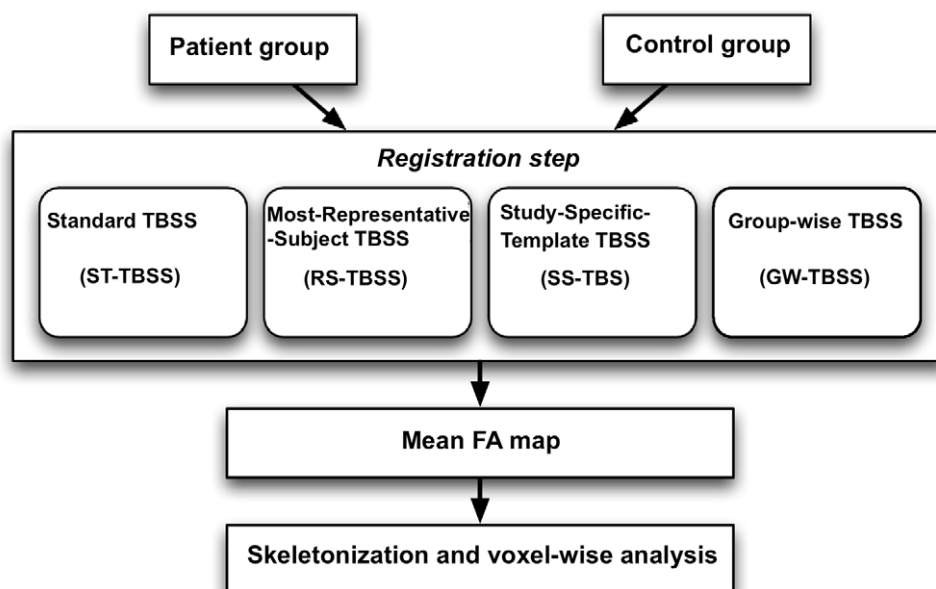 Patient group
Control group
Registration step
Standard TBSS
(ST-TBSS)
Most-Representative
-Subject TBSS
(RS-TBSS)
Study-Specific-
Template TBSS
(SS-TBS)
Group-wise TBSS
(GW-TBSS)
Mean FA map
Skeletonization and voxel-wise analysis